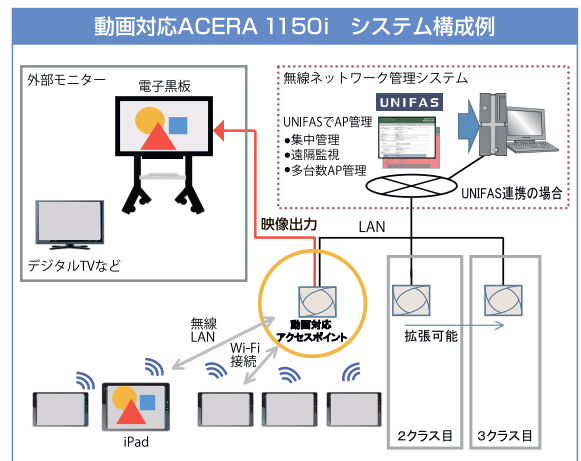 動画対応ACERA 1150i　システム構成例
外部モニター
電子黒板
デジタルTVなど
無線ネットワーク管理システム
UNIFASでAP管理
●集中管理
●遠隔監視
●多台数AP管理
UNIFAS
UNIFAS連携の場合
映像出力
LAN
動画対応
アクセスポイント
無線
LAN
Wi-Fi
接続
iPad
拡張可能
2クラス目
3クラス目